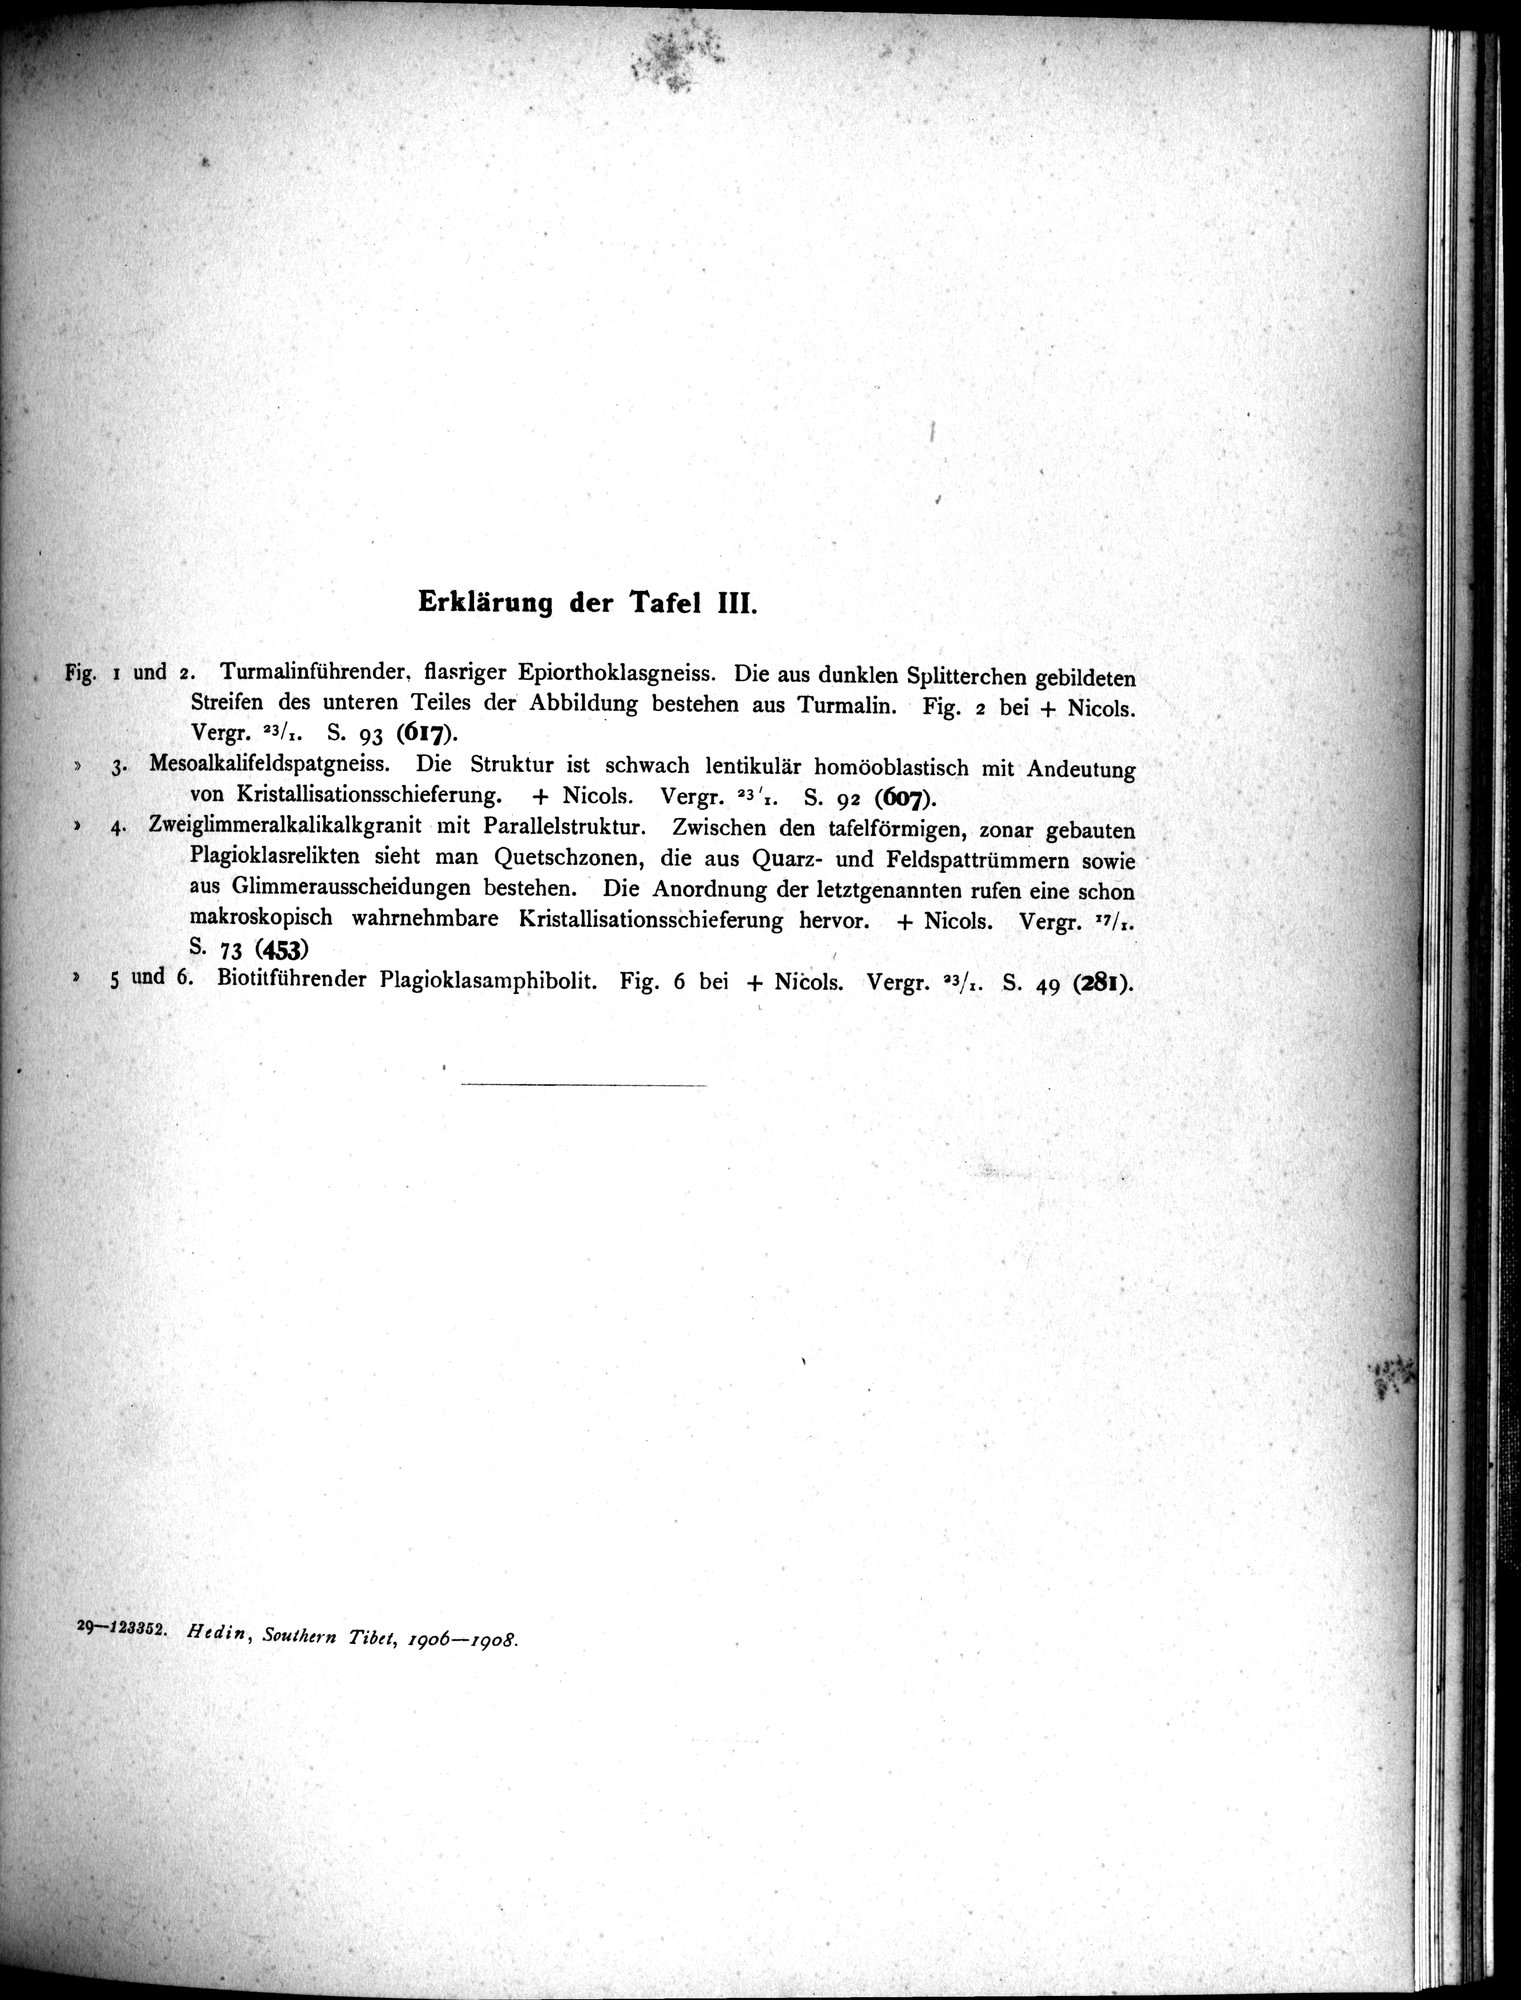 Erklärung der Tafel III.
Fig. 1 und 2. Turmalinführender, flasriger Epiorthoklasgneiss. Die aus dunklen Splitterchen gebildeten
Streifen des unteren Teiles der Abbildung bestehen aus Turmalin. Fig. 2 bei + Nicols.
Vergr. ²³/₁. S. 93 (617).
» 3. Mesoalkalifeldspatgneiss. Die Struktur ist schwach lentikulär homöoblastisch mit Andeutung
von Kristallisationsschieferung. + Nicols. Vergr. ²³/₁. S. 92 (607).
» 4. Zweiglimmeralkalikalkgranit mit Parallelstruktur. Zwischen den tafelförmigen, zonar gebauten
Plagioklasrelikten sieht man Quetschzonen, die aus Quarz- und Feldspattrümmern sowie
aus Glimmerausscheidungen bestehen. Die Anordnung der letztgenannten rufen eine schon
makroskopisch wahrnehmbare Kristallisationsschieferung hervor. + Nicols. Vergr. ¹⁷/₁.
S. 73 (453)
» 5 und 6. Biotitführender Plagioklasamphibolit. Fig. 6 bei + Nicols. Vergr. ²³/₁. S. 49 (281).
29—123352. Hedin, Southern Tibet, 1906—1908.